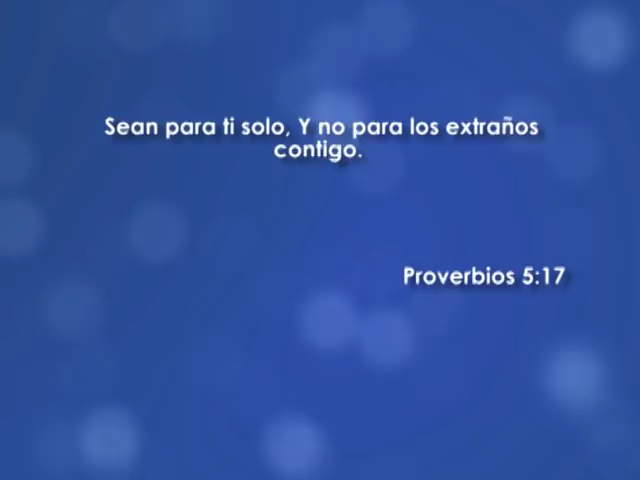 Sean para ti solo, Y no para los extraños
contigo.
Proverbios 5:17